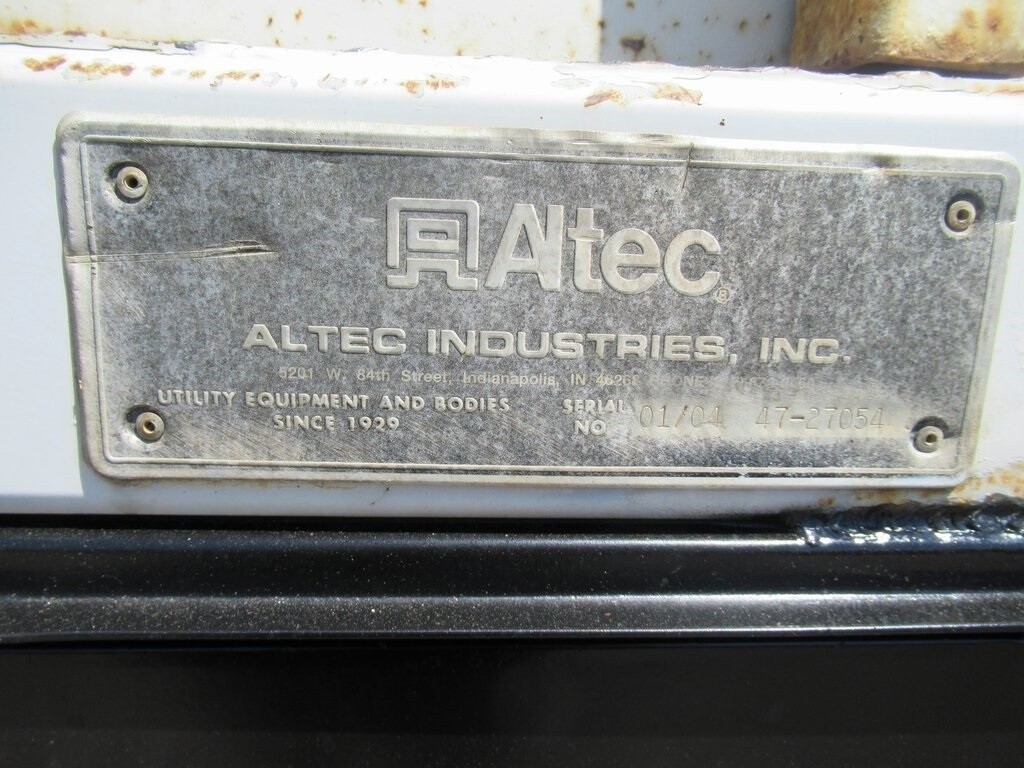 Altec®
ALTEC INDUSTRIES, INC.
5201 W. 84th Street, Indianapolis, IN
UTILITY EQUIPMENT AND BODIES
SINCE 1929
SERIAL
NO 01/04 47-27054